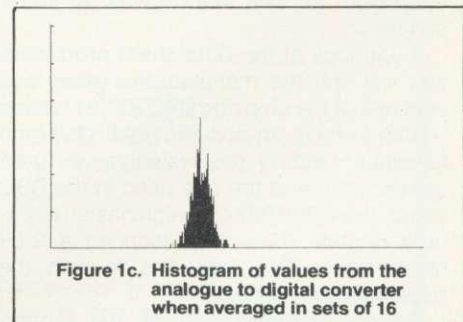 Figure 1c. Histogram of values from the
analogue to digital converter
when averaged in sets of 16